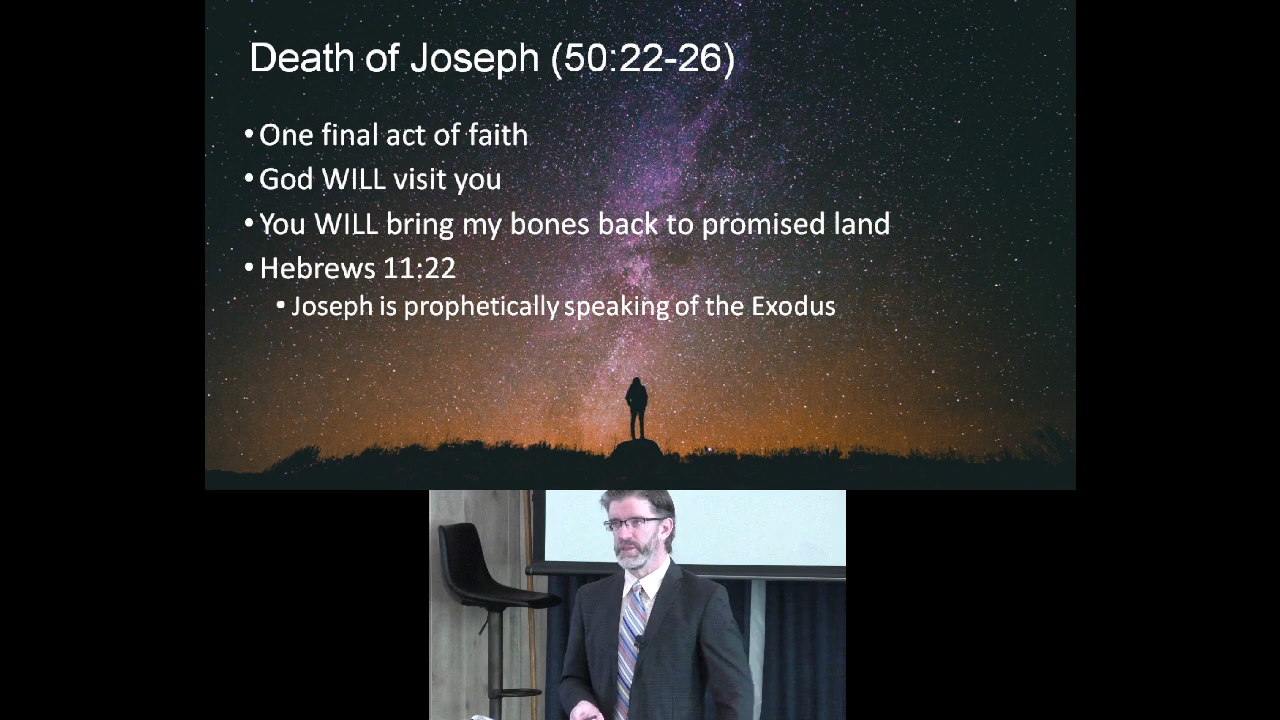 Death of Joseph (50:22-26)
• One final act of faith
• God WILL visit you
• You WILL bring my bones back to promised land
• Hebrews 11:22
• Joseph is prophetically speaking of the Exodus